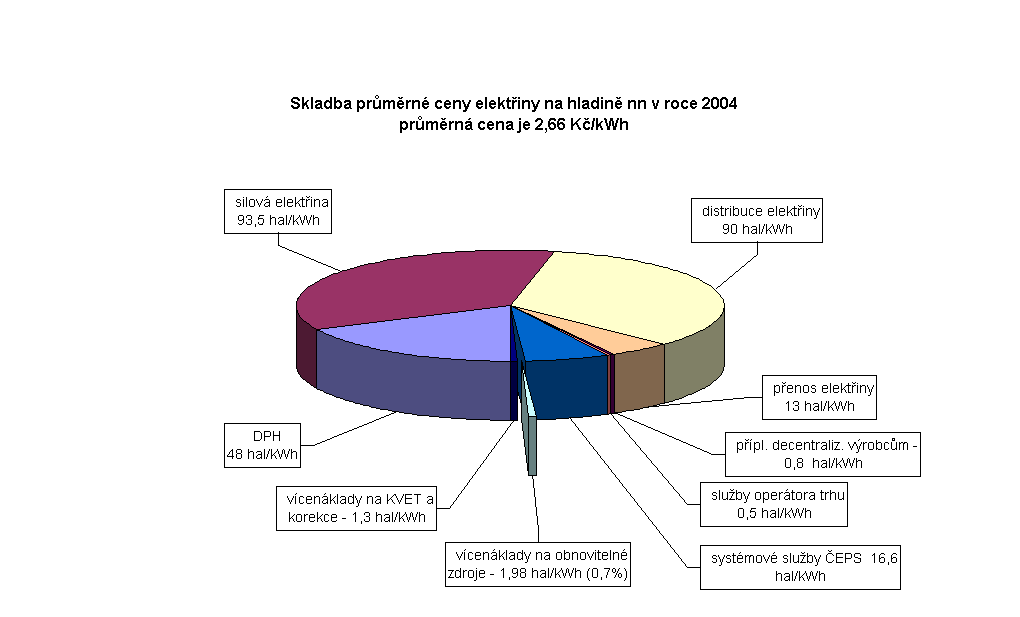 Skladba průměrné ceny elektřiny na hladině nn v roce 2004
průměrná cena je 2,66 Kč/kWh
silová elektřina
93,5 hal/kWh
distribuce elektřiny
90 hal/kWh
přenos elektřiny
13 hal/kWh
DPH
48 hal/kWh
přípl. decentraliz. výrobcům -
0,8 hal/kWh
vícenáklady na KVET a
korekce - 1,3 hal/kWh
služby operátora trhu
0,5 hal/kWh
vícenáklady na obnovitelné
zdroje - 1,98 hal/kWh (0,7%)
systémové služby ČEPS 16,6
hal/kWh